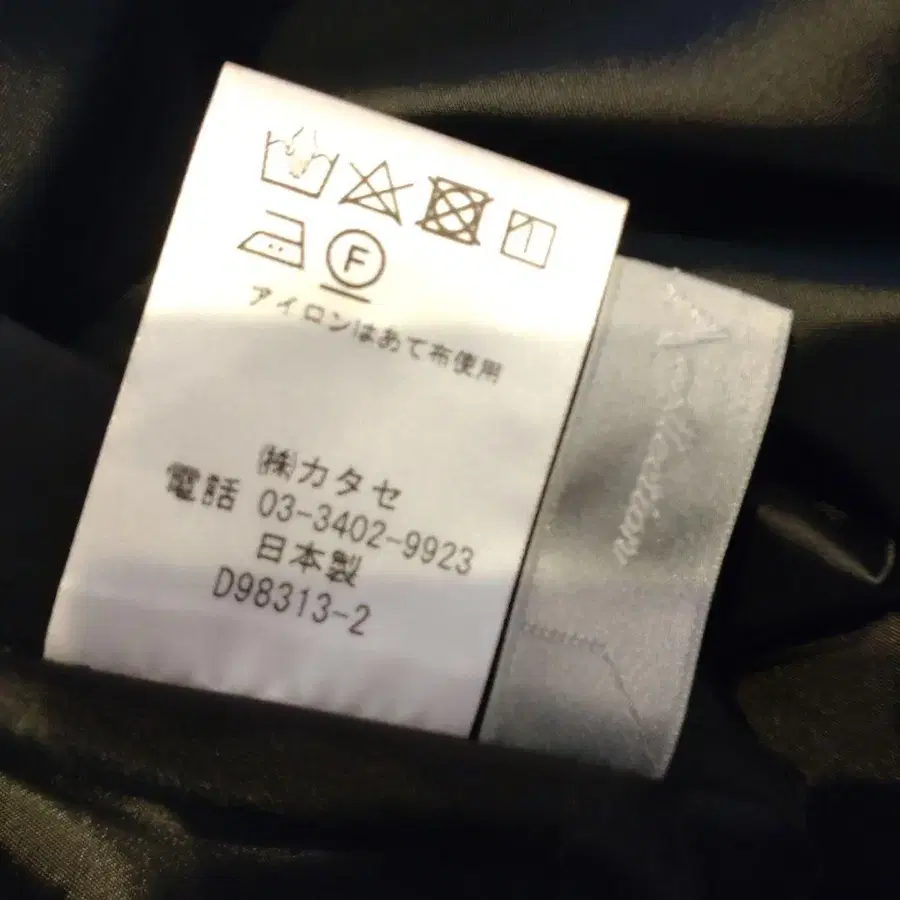 F
アイロンはあて布使用
㈱カタセ
電話 03-3402-9923
日本製
D98313-2